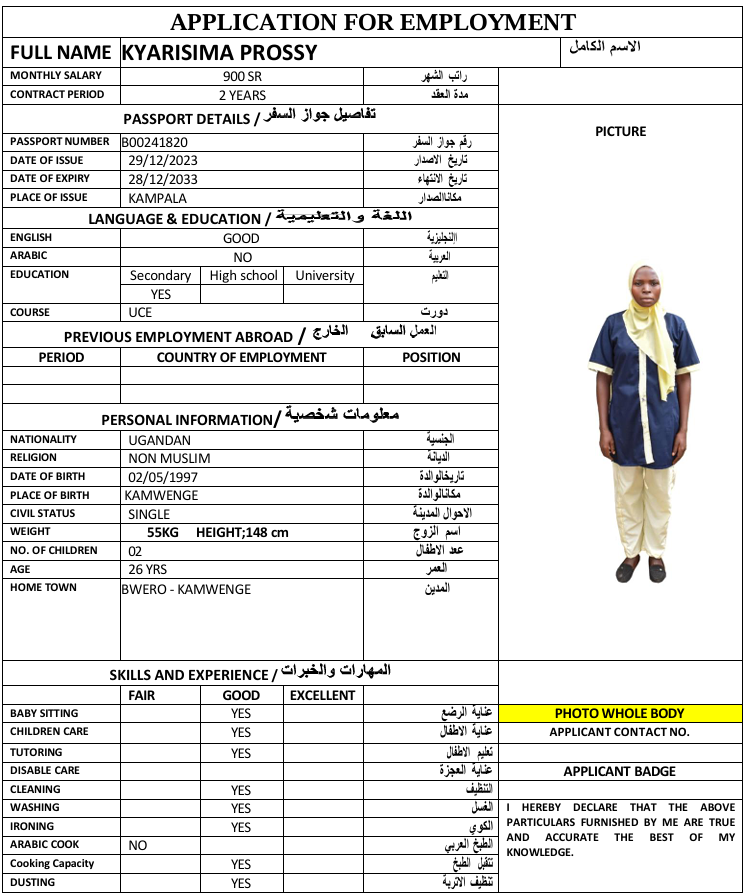 APPLICATION FOR EMPLOYMENT
FULL NAME KYARISIMA PROSSY الاسم الكامل
MONTHLY SALARY 900 SR راتب الشهر
CONTRACT PERIOD 2 YEARS مدة العقد
PASSPORT DETAILS / تفاصيل جواز السفر
PICTURE
PASSPORT NUMBER B00241820 رقم جواز السفر
DATE OF ISSUE 29/12/2023 تاريخ الاصدار
DATE OF EXPIRY 28/12/2033 تاريخ الانتهاء
PLACE OF ISSUE KAMPALA مكاناالصدار
LANGUAGE & EDUCATION / اللغة والتعليمية
ENGLISH GOOD اإلنجليزية
ARABIC NO العربية
EDUCATION Secondary High school University التعليم
YES
COURSE UCE دورت
PREVIOUS EMPLOYMENT ABROAD / العمل السابق الخارج
PERIOD COUNTRY OF EMPLOYMENT POSITION
PERSONAL INFORMATION/ معلومات شخصية
NATIONALITY UGANDAN الجنسية
RELIGION NON MUSLIM الديانة
DATE OF BIRTH 02/05/1997 تاريخالوالدة
PLACE OF BIRTH KAMWENGE مكانالوالدة
CIVIL STATUS SINGLE الاحوال المدينة
WEIGHT 55KG HEIGHT;148 cm اسم الزوج
NO. OF CHILDREN 02 عدد الاطفال
AGE 26 YRS العمر
HOME TOWN BWERO - KAMWENGE المدين
SKILLS AND EXPERIENCE / المهارات والخبرات
FAIR GOOD EXCELLENT
BABY SITTING YES عناية الرضع
PHOTO WHOLE BODY
CHILDREN CARE YES عناية الاطفال
APPLICANT CONTACT NO.
TUTORING YES تعليم الاطفال
DISABLE CARE عناية العجزة
APPLICANT BADGE
CLEANING YES التنظيف
WASHING YES الغسل
IRONING YES الكوي
ARABIC COOK NO الطبخ العربي
Cooking Capacity YES تتقبل الطبخ
DUSTING YES تنظيف الاتربة
I HEREBY DECLARE THAT THE ABOVE
PARTICULARS FURNISHED BY ME ARE TRUE
AND ACCURATE THE BEST OF MY
KNOWLEDGE.